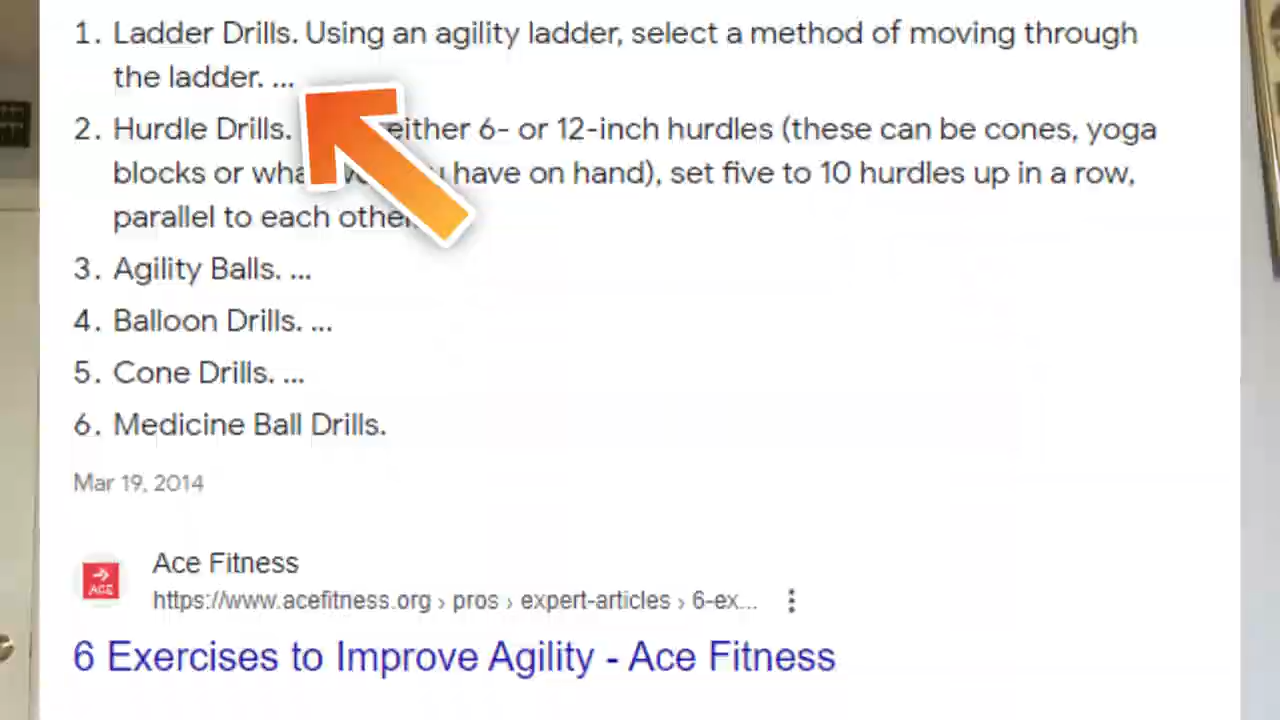 1. Ladder Drills. Using an agility ladder, select a method of moving through
the ladder. ...
2. Hurdle Drills. either 6- or 12-inch hurdles (these can be cones, yoga
blocks or have on hand), set five to 10 hurdles up in a row,
parallel to each other.
3. Agility Balls. ...
4. Balloon Drills. ...
5. Cone Drills. ...
6. Medicine Ball Drills.
Mar 19, 2014
ACE
Ace Fitness
https://www.acefitness.org › pros › expert-articles › 6-ex...
6 Exercises to Improve Agility - Ace Fitness